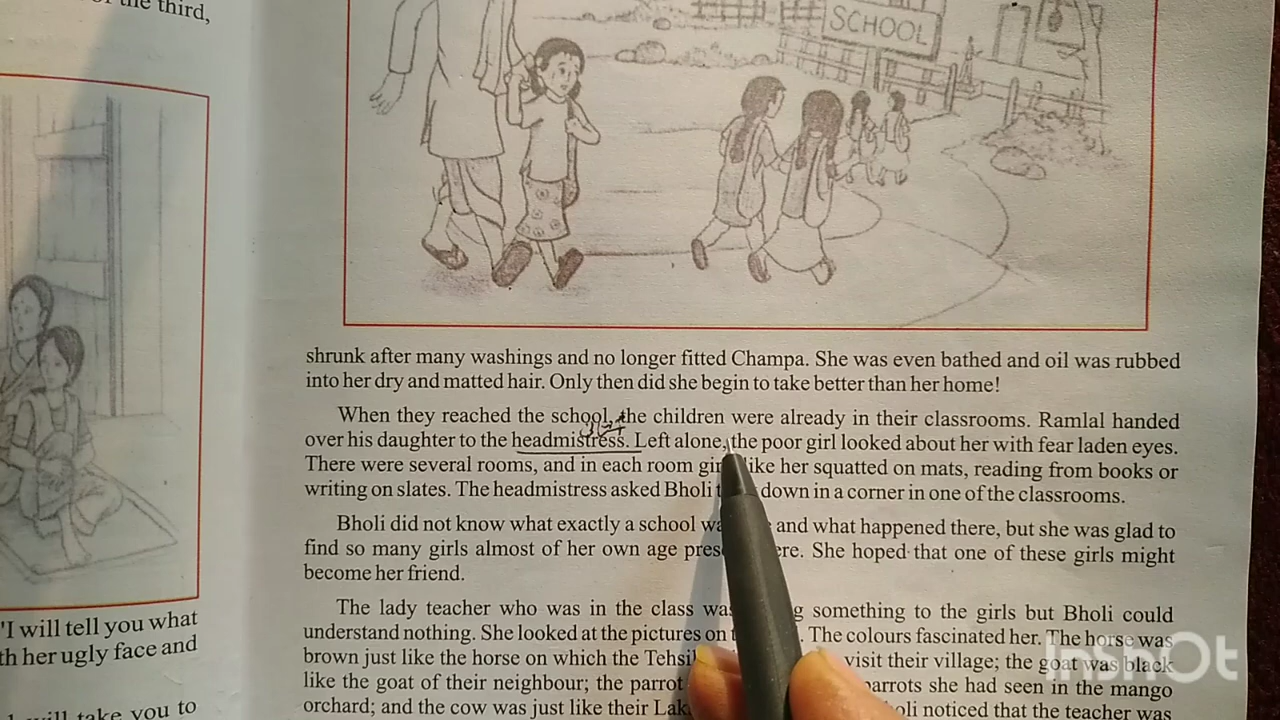 the third,
SCHOOL
'I will tell you what
her ugly face and
will take you to
shrunk after many washings and no longer fitted Champa. She was even bathed and oil was rubbed
into her dry and matted hair. Only then did she begin to take better than her home!
When they reached the school, the children were already in their classrooms. Ramlal handed
over his daughter to the headmistress. Left alone, the poor girl looked about her with fear laden eyes.
There were several rooms, and in each room like her squatted on mats, reading from books or
writing on slates. The headmistress asked Bholi down in a corner in one of the classrooms.
Bholi did not know what exactly a school and what happened there, but she was glad to
find so many girls almost of her own age She hoped that one of these girls might
become her friend.
The lady teacher who was in the class something to the girls but Bholi could
understand nothing. She looked at the pictures on The colours fascinated her. The horse was
brown just like the horse on which the visit their village; the goat was black
like the goat of their neighbour; the parrot parrots she had seen in the mango
orchard; and the cow was just like their noticed that the teacher was
InShOt